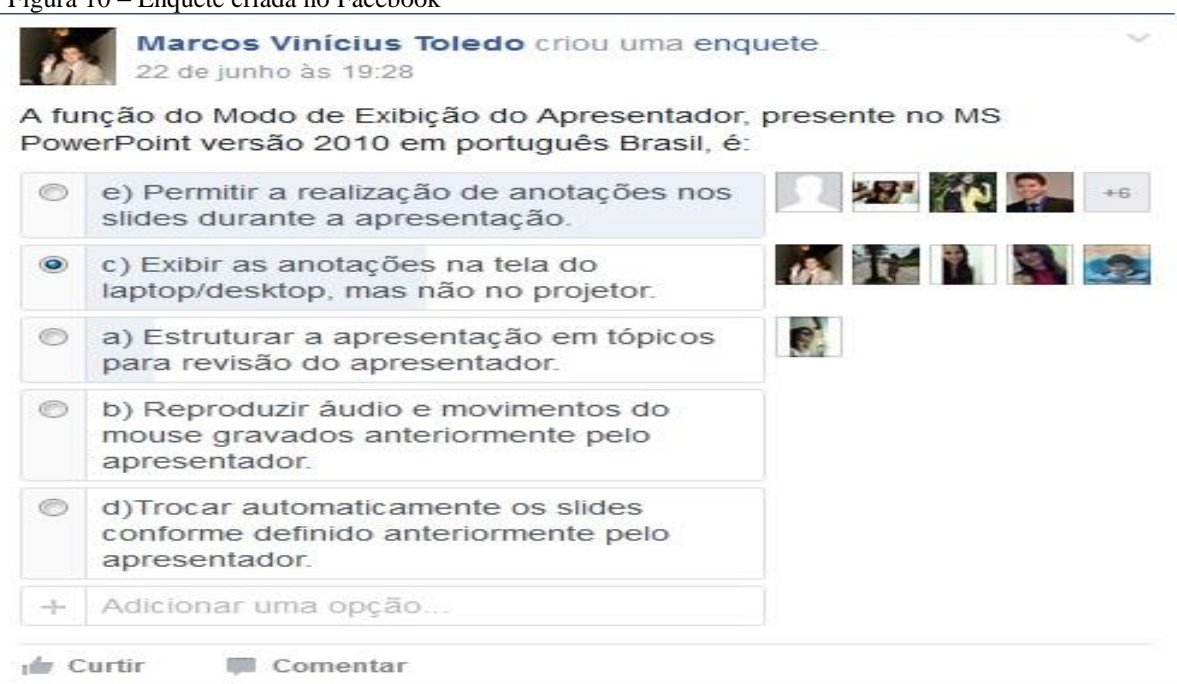 Figura 10 – Enquete criada no Facebook
Marcos Vinícius Toledo criou uma enquete.
22 de junho às 19:28
A função do Modo de Exibição do Apresentador, presente no MS
PowerPoint versão 2010 em português Brasil, é:
e) Permitir a realização de anotações nos
slides durante a apresentação.
+6
c) Exibir as anotações na tela do
laptop/desktop, mas não no projetor.
a) Estruturar a apresentação em tópicos
para revisão do apresentador.
b) Reproduzir áudio e movimentos do
mouse gravados anteriormente pelo
apresentador.
d)Trocar automaticamente os slides
conforme definido anteriormente pelo
apresentador.
+ Adicionar uma opção...
Curtir Comentar